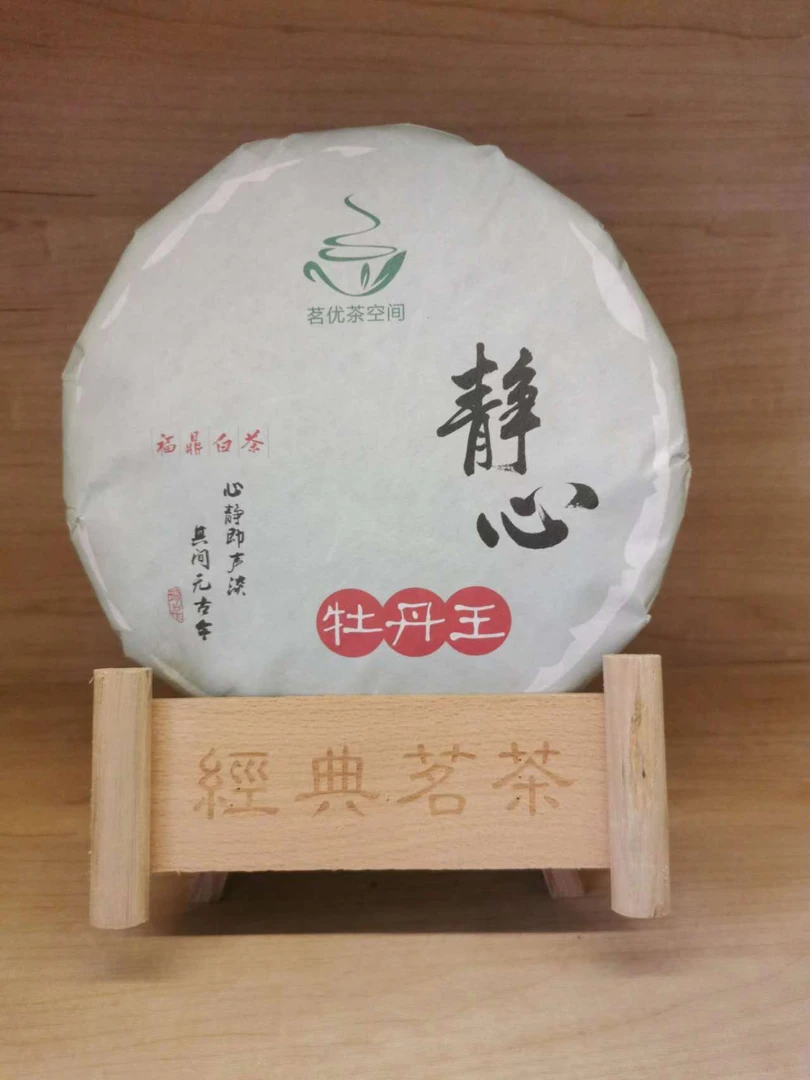 茗优茶空间
静心
福鼎白茶
心静即声淡
其间元古今
牡丹王
經典茗茶